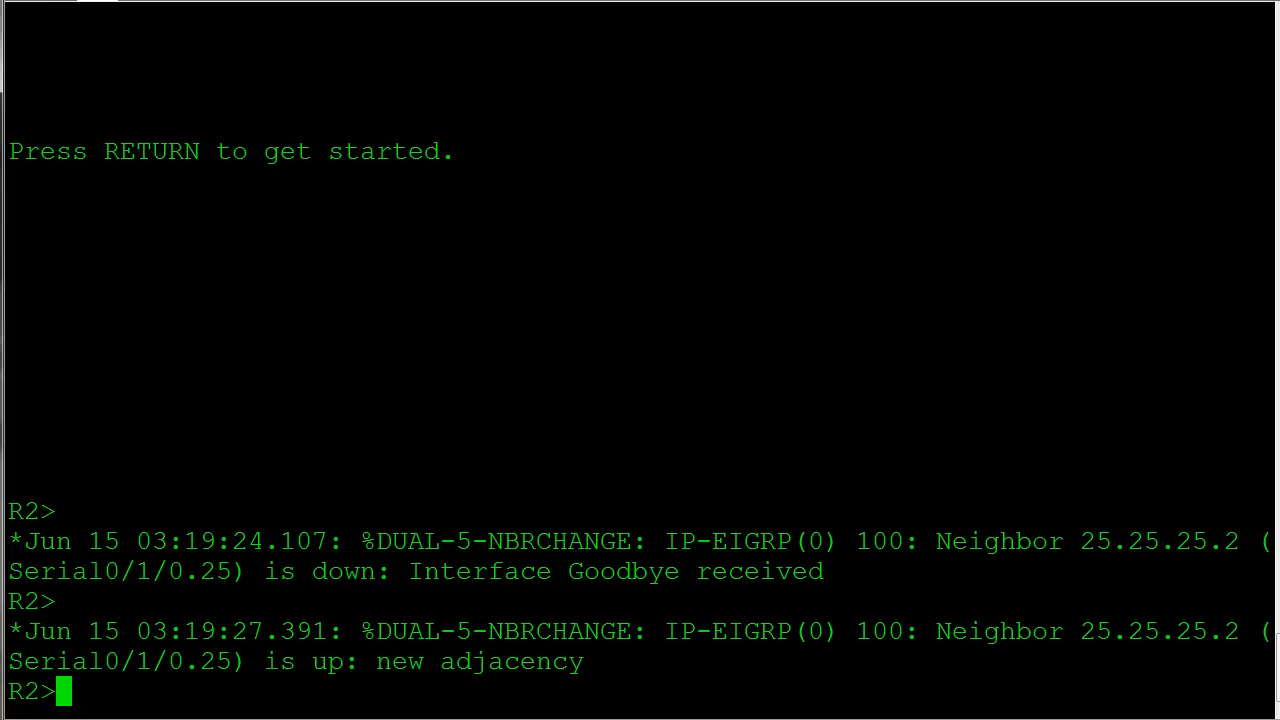 Press RETURN to get started.
R2>
*Jun 15 03:19:24.107: %DUAL-5-NBRCHANGE: IP-EIGRP(0) 100: Neighbor 25.25.25.2 (
Serial0/1/0.25) is down: Interface Goodbye received
R2>
*Jun 15 03:19:27.391: %DUAL-5-NBRCHANGE: IP-EIGRP(0) 100: Neighbor 25.25.25.2 (
Serial0/1/0.25) is up: new adjacency
R2>